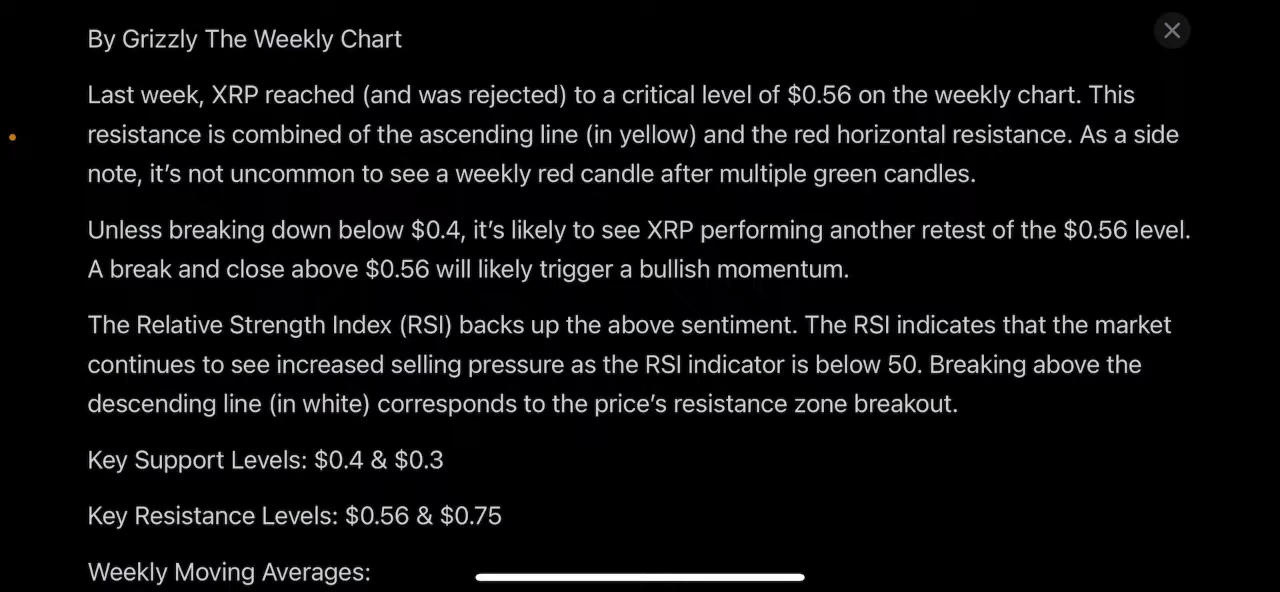 By Grizzly The Weekly Chart
Last week, XRP reached (and was rejected) to a critical level of $0.56 on the weekly chart. This
resistance is combined of the ascending line (in yellow) and the red horizontal resistance. As a side
note, it’s not uncommon to see a weekly red candle after multiple green candles.
Unless breaking down below $0.4, it’s likely to see XRP performing another retest of the $0.56 level.
A break and close above $0.56 will likely trigger a bullish momentum.
The Relative Strength Index (RSI) backs up the above sentiment. The RSI indicates that the market
continues to see increased selling pressure as the RSI indicator is below 50. Breaking above the
descending line (in white) corresponds to the price’s resistance zone breakout.
Key Support Levels: $0.4 & $0.3
Key Resistance Levels: $0.56 & $0.75
Weekly Moving Averages: